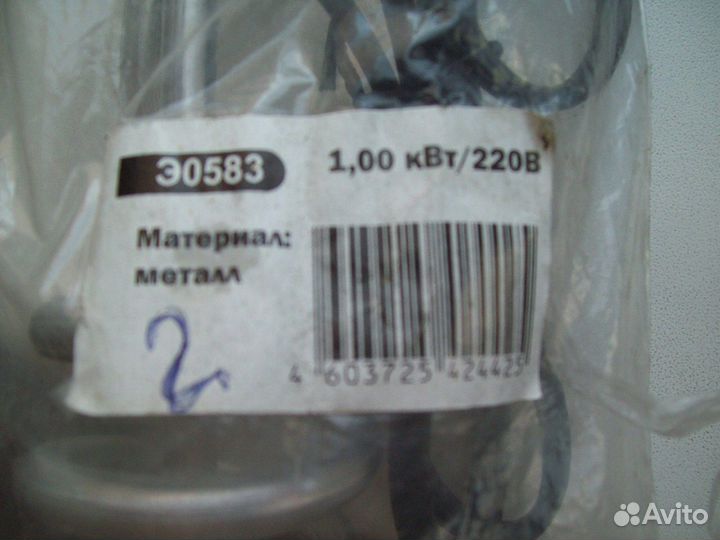 Э0583
1,00 кВт/220В
Материал:
металл
2
4 603725 424425
Avito